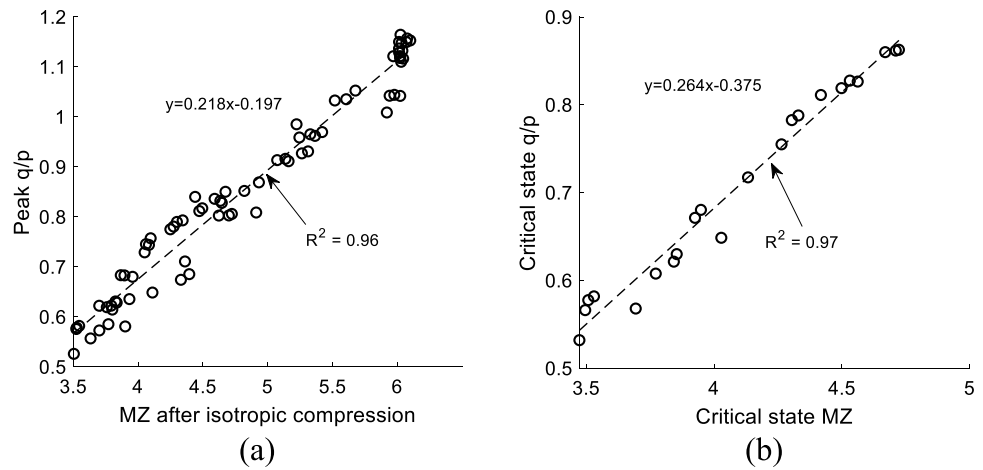 1.2
1.1
1
0.9
0.8
0.7
0.6
0.5
Peak q/p
y=0.218x-0.197
R² = 0.96
3.5 4 4.5 5 5.5 6
MZ after isotropic compression
(a)
0.9
0.8
0.7
0.6
0.5
Critical state q/p
y=0.264x-0.375
R² = 0.97
3.5 4 4.5 5
Critical state MZ
(b)